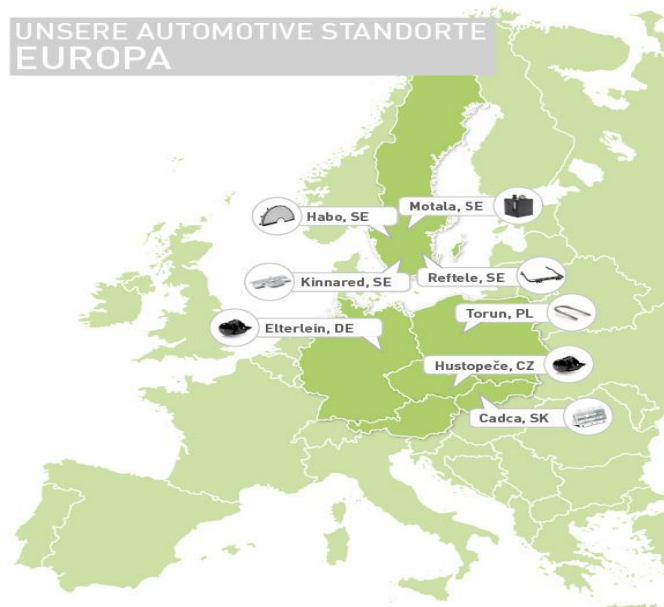 UNSERE AUTOMOTIVE STANDORTE
EUROPA
Motala, SE
Habo, SE
Kinnared, SE
Reftele, SE
Torun, PL
Elterlein, DE
Hustopeče, CZ
Cadca, SK